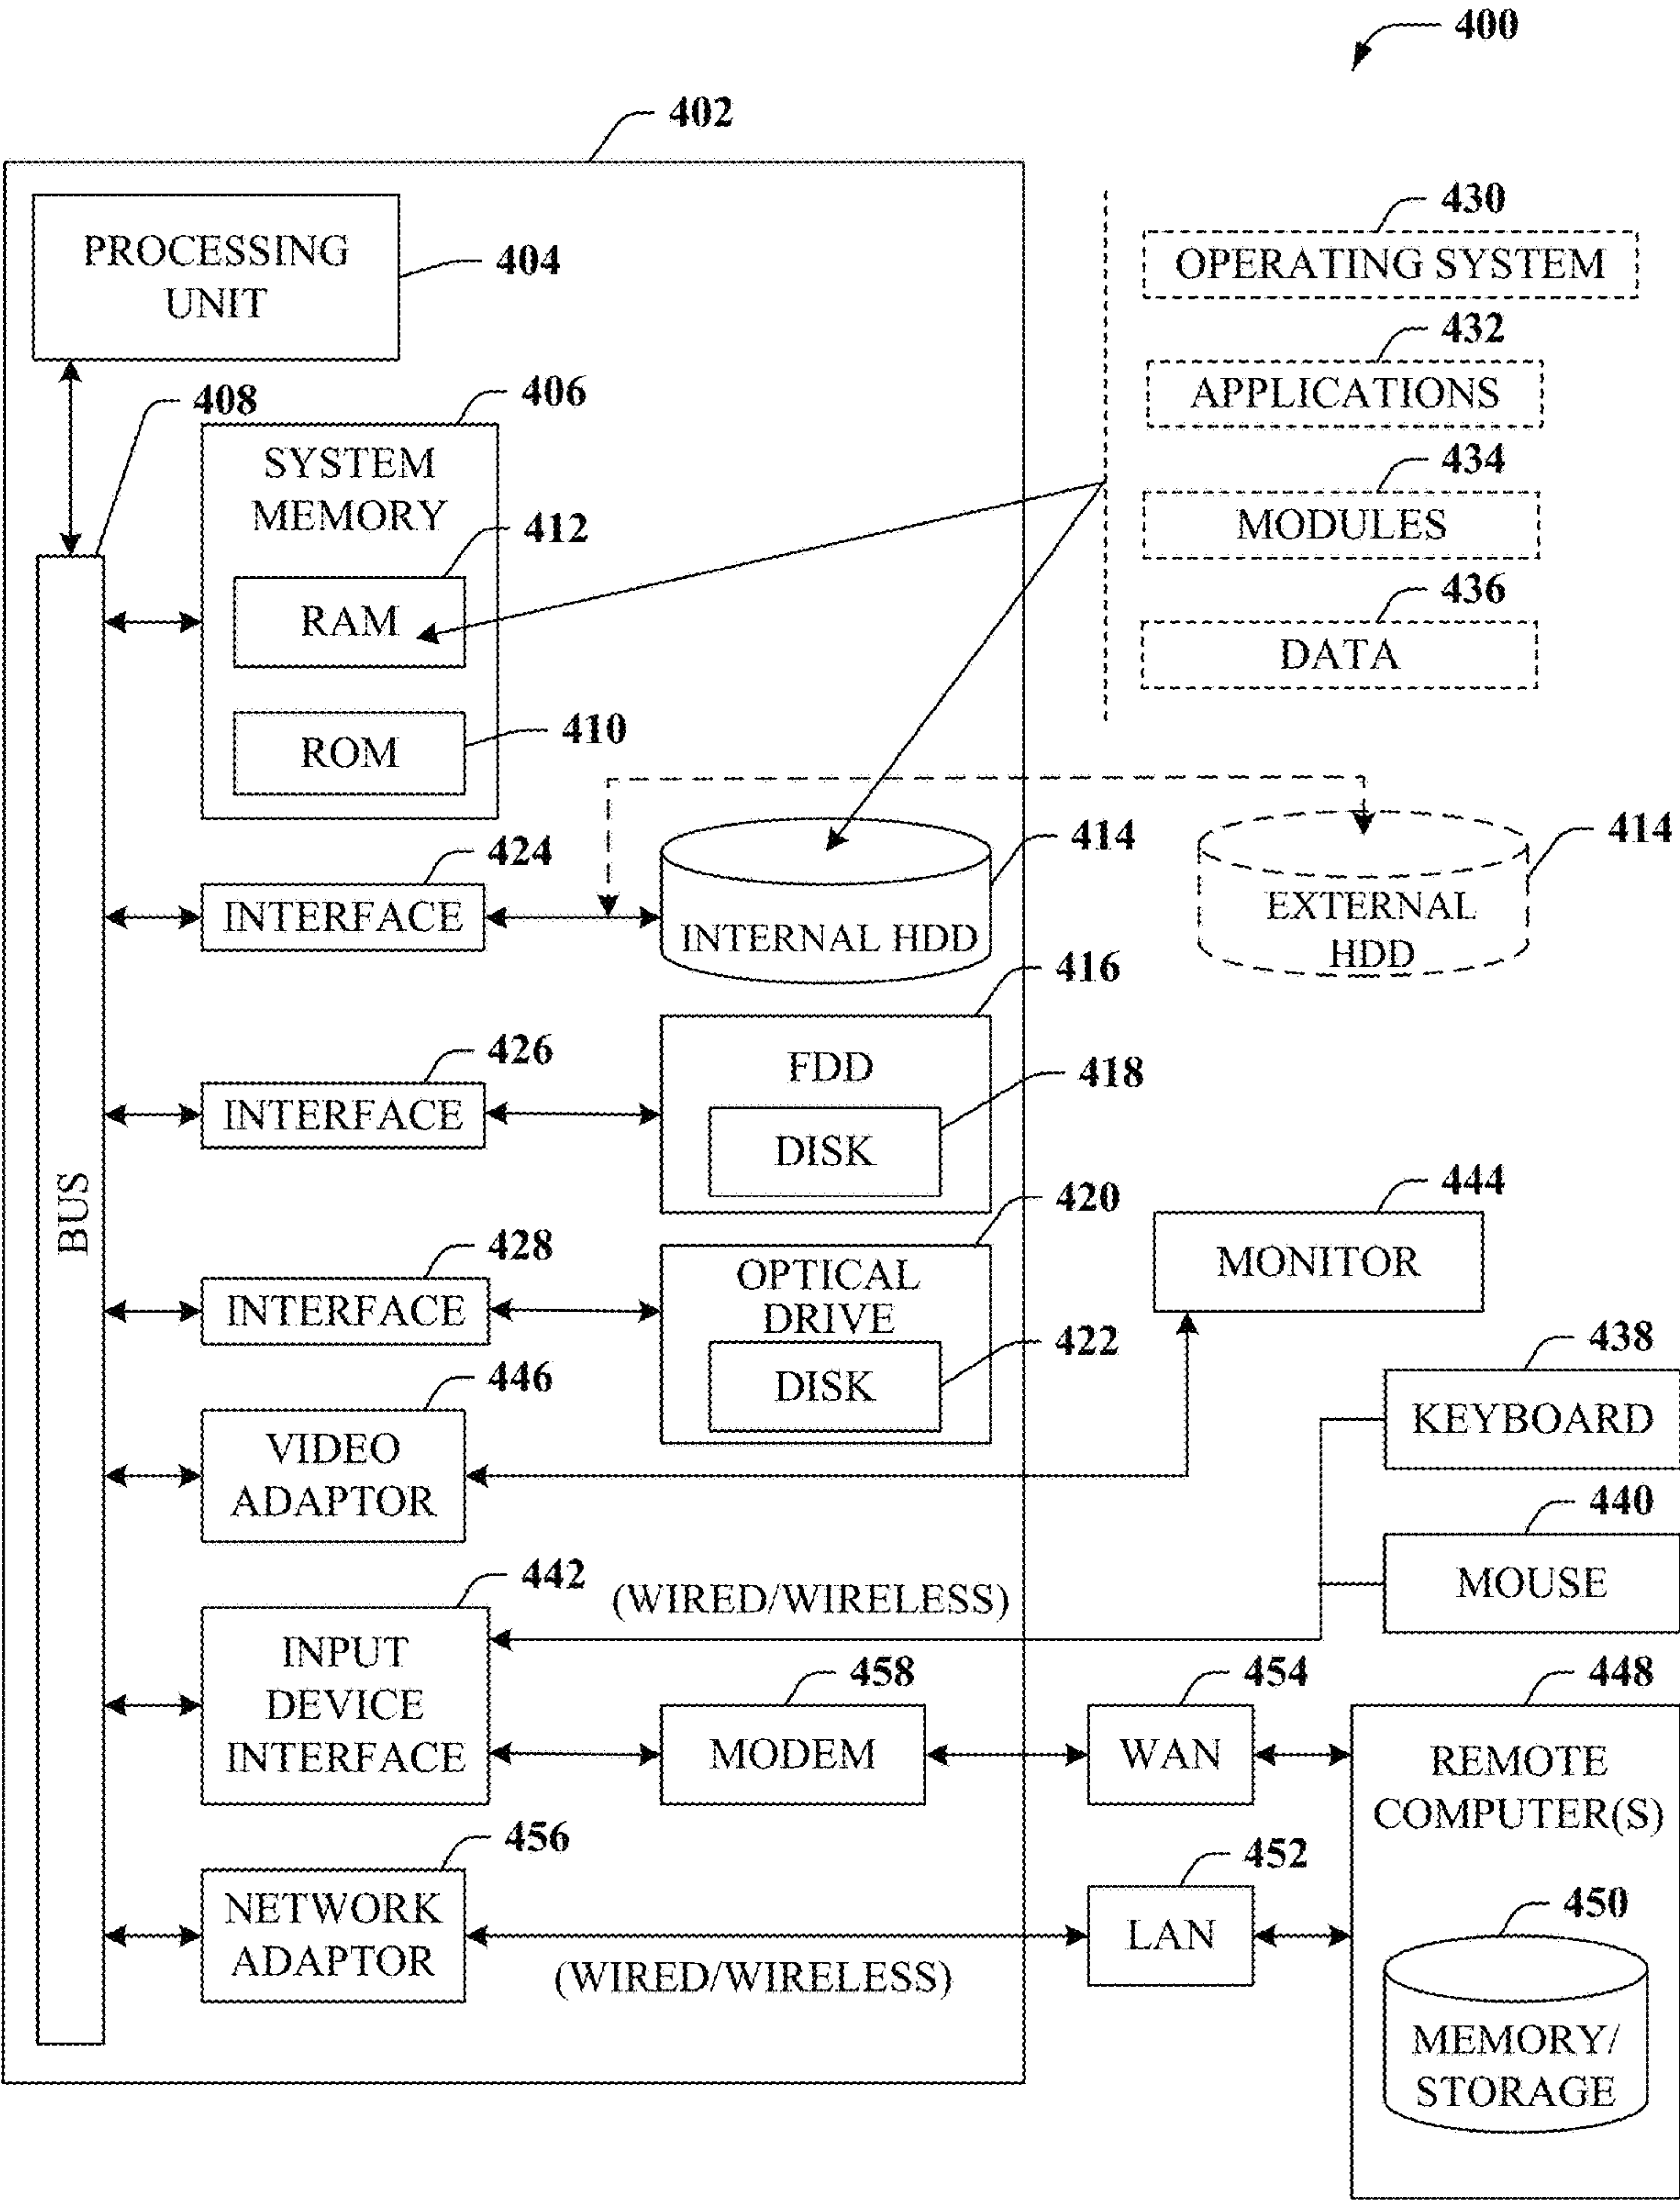 400
402
PROCESSING
UNIT
404
430
OPERATING SYSTEM
432
APPLICATIONS
434
MODULES
436
DATA
408
406
SYSTEM
MEMORY
412
RAM
410
ROM
424
INTERFACE
414
INTERNAL HDD
414
EXTERNAL
HDD
416
426
INTERFACE
FDD
418
DISK
BUS
420
428
INTERFACE
OPTICAL
DRIVE
422
DISK
444
MONITOR
446
VIDEO
ADAPTOR
438
KEYBOARD
440
MOUSE
442
(WIRED/WIRELESS)
INPUT
DEVICE
INTERFACE
458
MODEM
454
WAN
448
REMOTE
COMPUTER(S)
456
NETWORK
ADAPTOR
(WIRED/WIRELESS)
452
LAN
450
MEMORY/
STORAGE